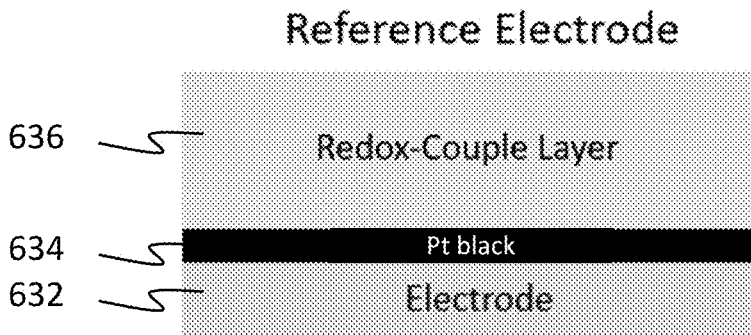 Reference Electrode
636 Redox-Couple Layer
634 Pt black
632 Electrode